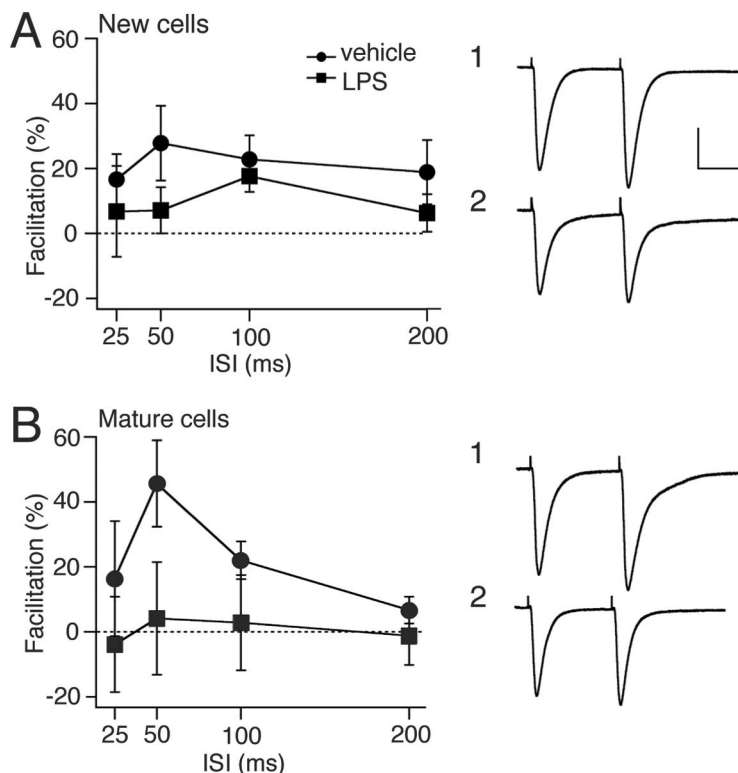 A New cells
60
40
20
0
-20
Facilitation (%)
vehicle
LPS
25 50 100 200
ISI (ms)
1
2
B Mature cells
60
40
20
0
-20
Facilitation (%)
25 50 100 200
ISI (ms)
1
2